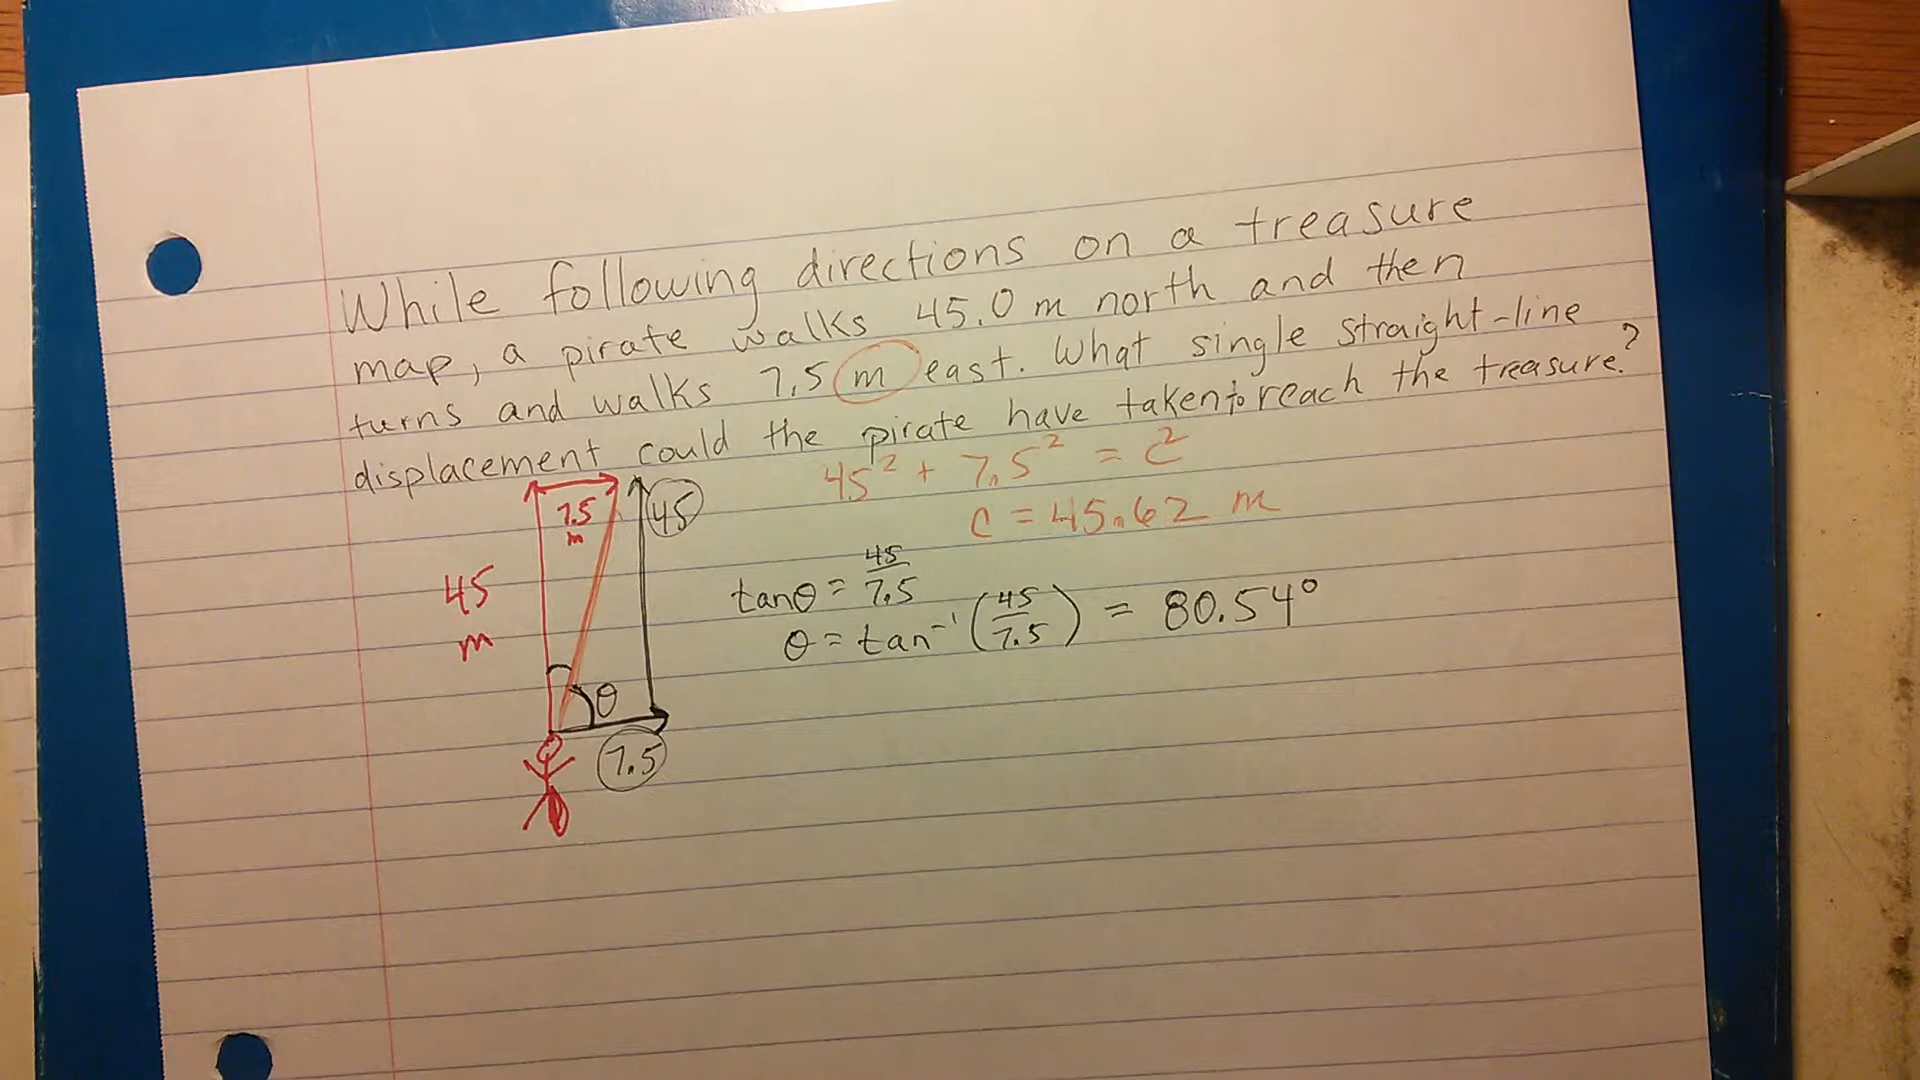 While following directions on a treasure
map, a pirate walks 45.0 m north and then
turns and walks 7.5 m east. What single straight-line
displacement could the pirate have taken to reach the treasure?
45² + 7.5² = c²
c = 45.62 m
7.5
m
45
45
m
tanθ = 45/7.5
θ = tan⁻¹(45/7.5) = 80.54°
θ
7.5